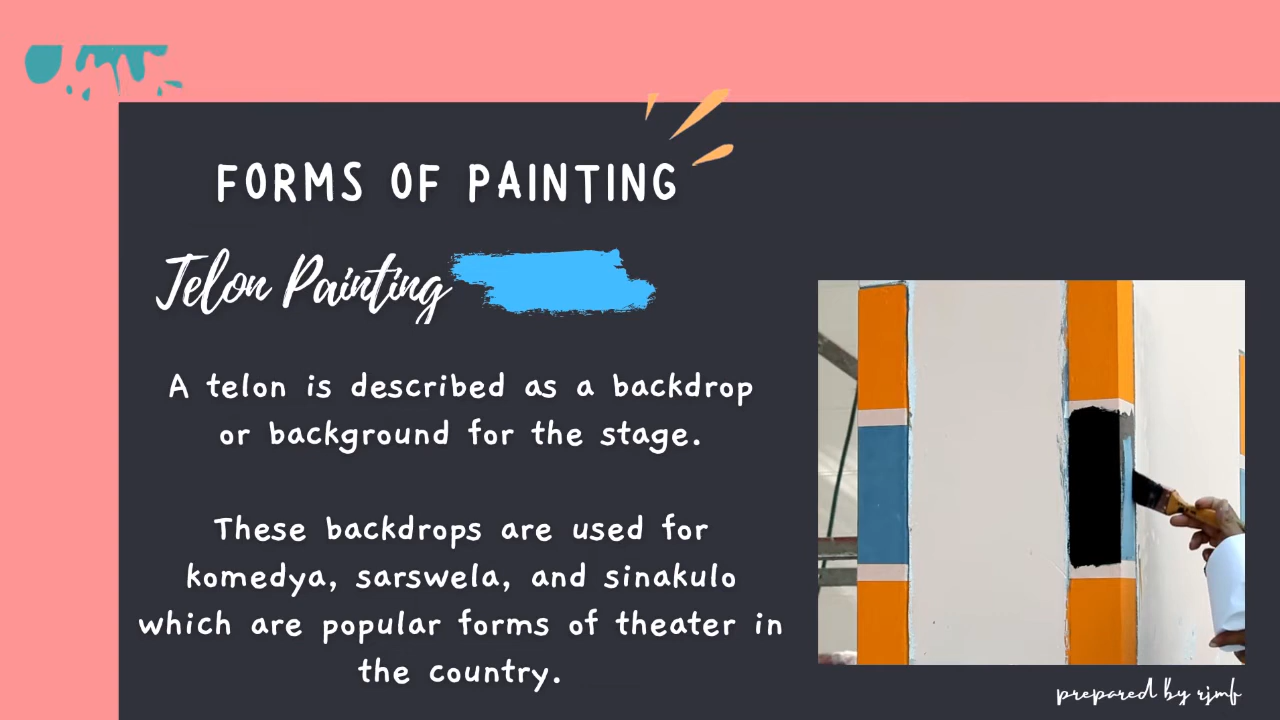 FORMS OF PAINTING
Telon Painting
A telon is described as a backdrop
or background for the stage.
These backdrops are used for
komedya, sarswela, and sinakulo
which are popular forms of theater in
the country.
prepared by rjmf